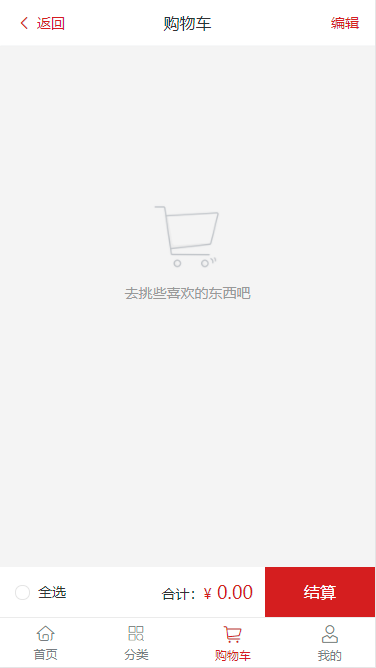 返回 购物车 编辑
去挑些喜欢的东西吧
全选 合计：¥ 0.00 结算
首页 分类 购物车 我的